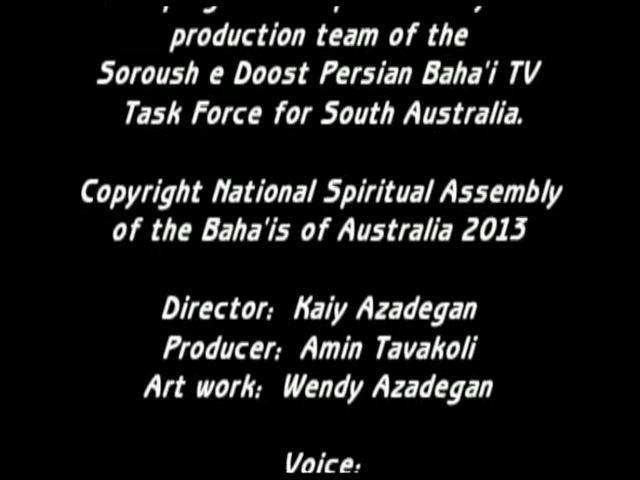 production team of the
Soroush e Doost Persian Baha'i TV
Task Force for South Australia.
Copyright National Spiritual Assembly
of the Baha'is of Australia 2013
Director: Kaiy Azadegan
Producer: Amin Tavakoli
Art work: Wendy Azadegan
Voice: